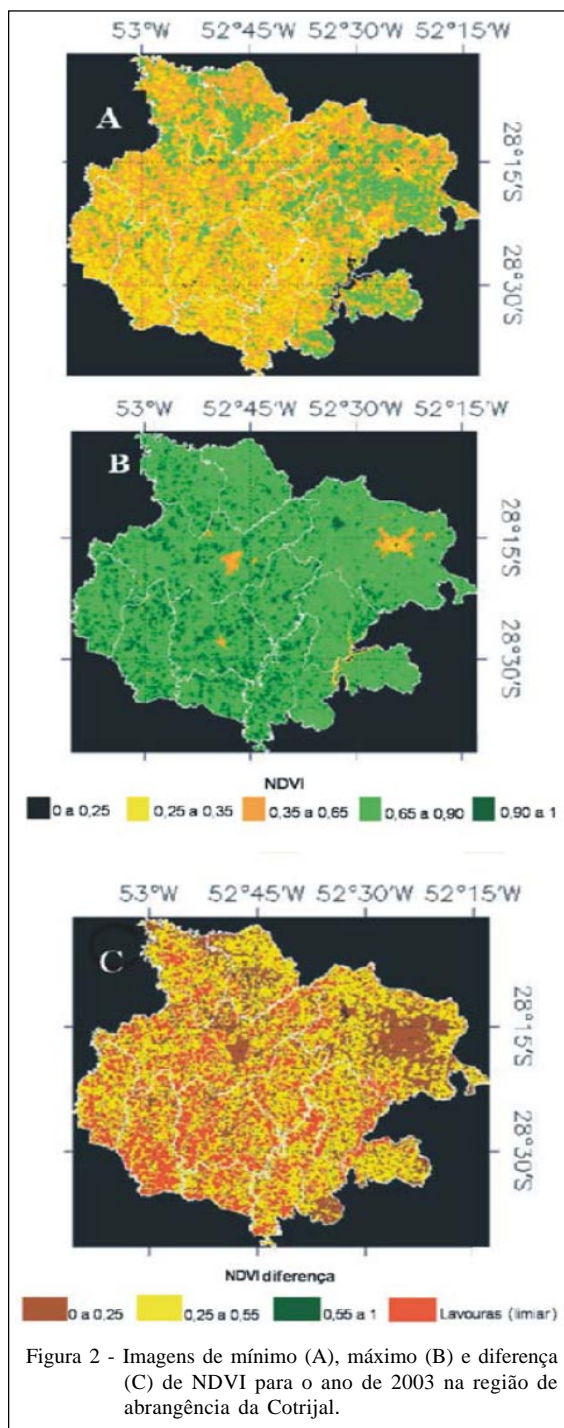 53°W 52°45'W 52°30'W 52°15'W
A
28°15'S
28°30'S
53°W 52°45'W 52°30'W 52°15'W
B
28°15'S
28°30'S
NDVI
0 a 0,25 0,25 a 0,35 0,35 a 0,65 0,65 a 0,90 0,90 a 1
53°W 52°45'W 52°30'W 52°15'W
C
28°15'S
28°30'S
NDVI diferença
0 a 0,25 0,25 a 0,55 0,55 a 1 Lavouras (limiar)
Figura 2 - Imagens de mínimo (A), máximo (B) e diferença
(C) de NDVI para o ano de 2003 na região de
abrangência da Cotrijal.